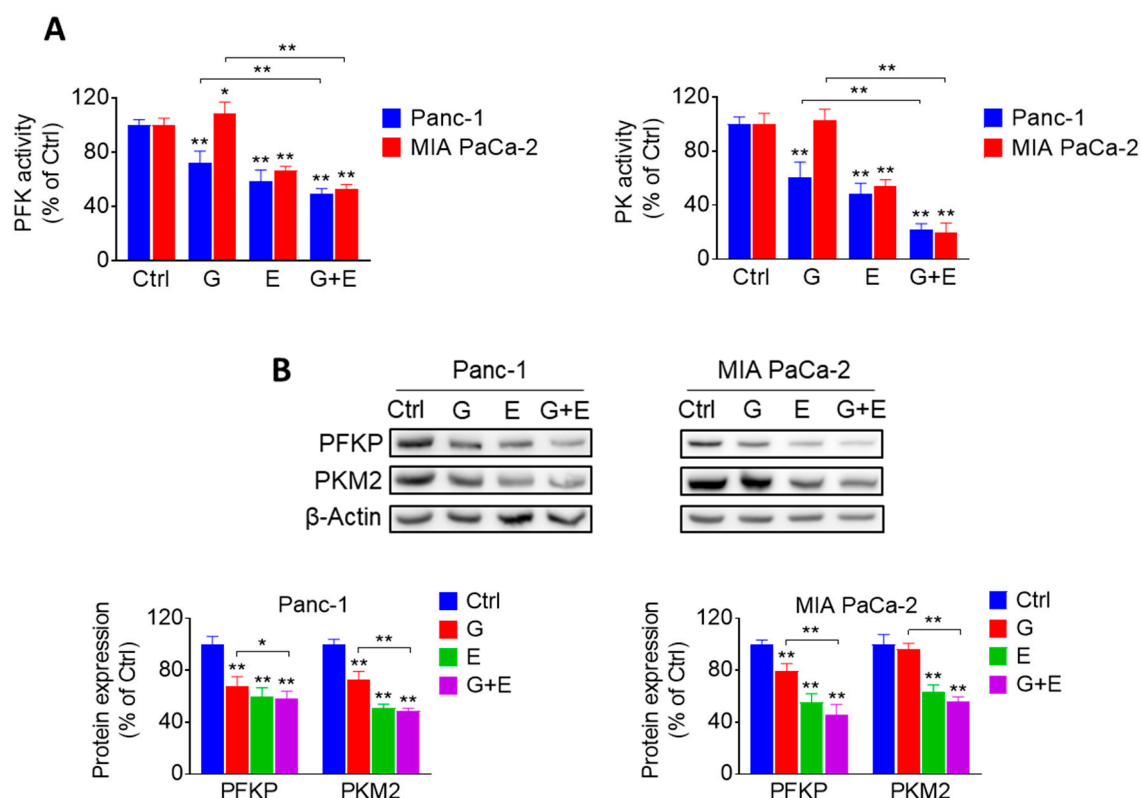 A
** **
** **
120
80
40
0
PFK activity
(% of Ctrl)
** * ** ** ** **
Ctrl G E G+E
Panc-1
MIA PaCa-2
** **
120
80
40
0
PK activity
(% of Ctrl)
** ** ** ** **
Ctrl G E G+E
Panc-1
MIA PaCa-2
B
Panc-1
Ctrl G E G+E
MIA PaCa-2
Ctrl G E G+E
PFKP
PKM2
β-Actin
Panc-1
120
80
40
0
Protein expression
(% of Ctrl)
* **
** ** ** ** ** **
PFKP PKM2
Ctrl
G
E
G+E
MIA PaCa-2
120
80
40
0
Protein expression
(% of Ctrl)
** **
** ** ** ** **
PFKP PKM2
Ctrl
G
E
G+E